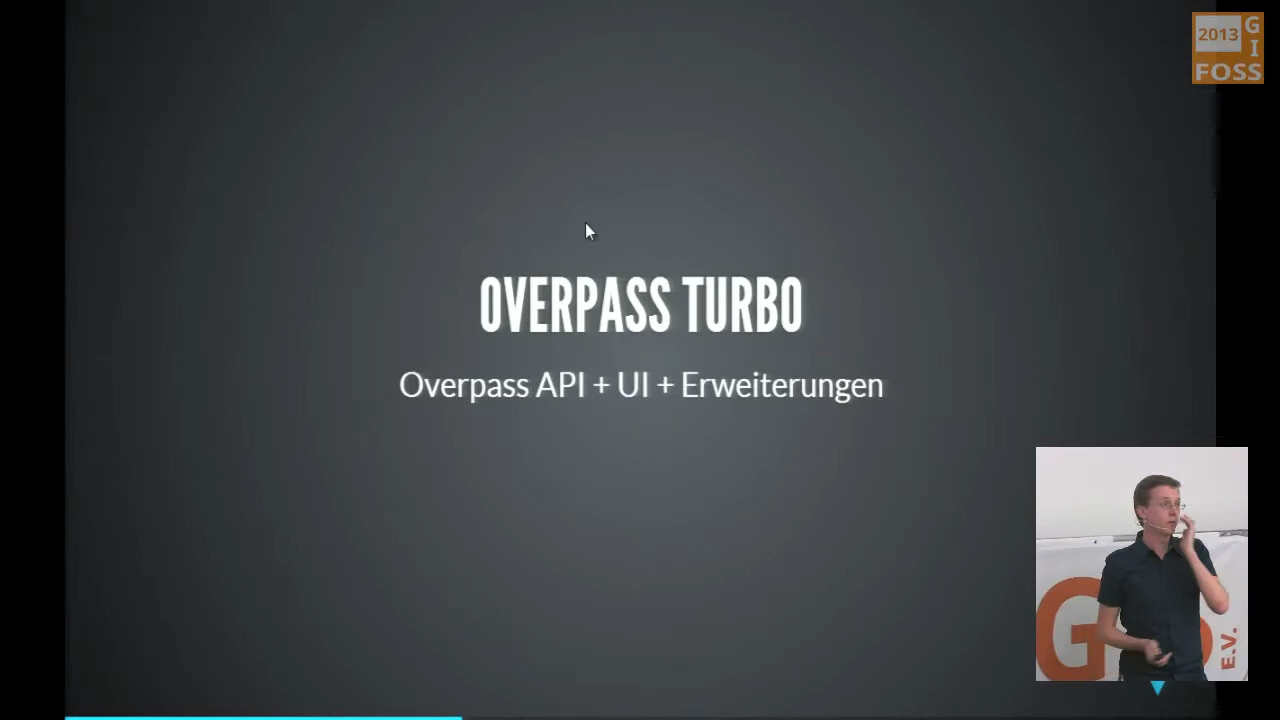 2013 G
I
FOSS
OVERPASS TURBO
Overpass API + UI + Erweiterungen
G
E.V.